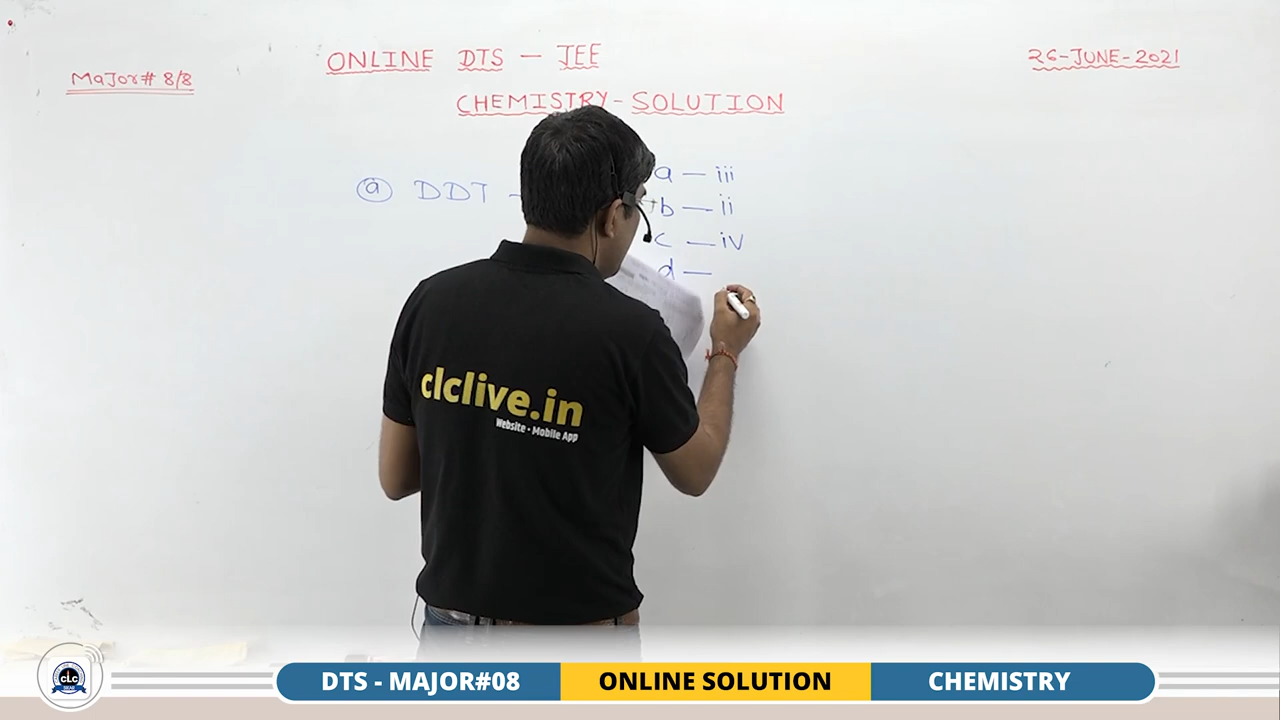 ONLINE DTS - JEE
26-JUNE-2021
MaJor# 8/8
CHEMISTRY-SOLUTION
a DDT -
a — iii
b — ii
c — iv
d —
clclive.in
Website • Mobile App
CLC
DTS - MAJOR#08 ONLINE SOLUTION CHEMISTRY